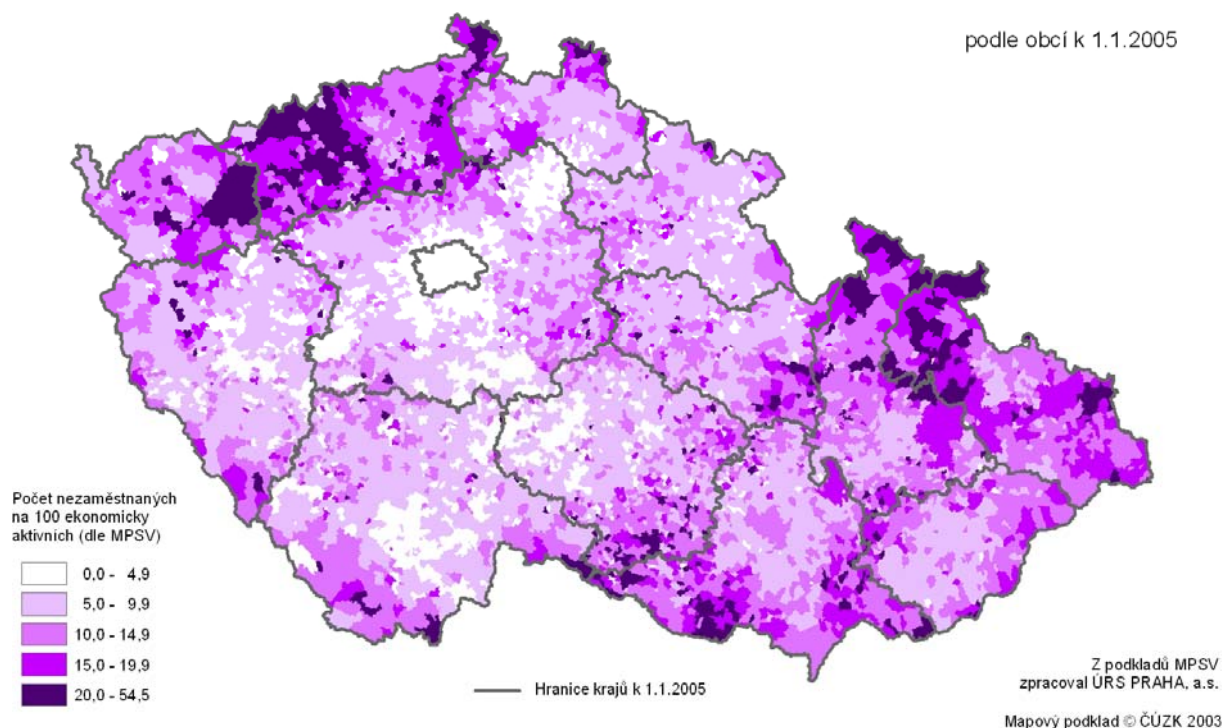 podle obcí k 1.1.2005
Počet nezaměstnaných
na 100 ekonomicky
aktivních (dle MPSV)
0,0 - 4,9
5,0 - 9,9
10,0 - 14,9
15,0 - 19,9
20,0 - 54,5
Hranice krajů k 1.1.2005
Z podkladů MPSV
zpracoval ÚRS PRAHA, a.s.
Mapový podklad © ČÚZK 2003